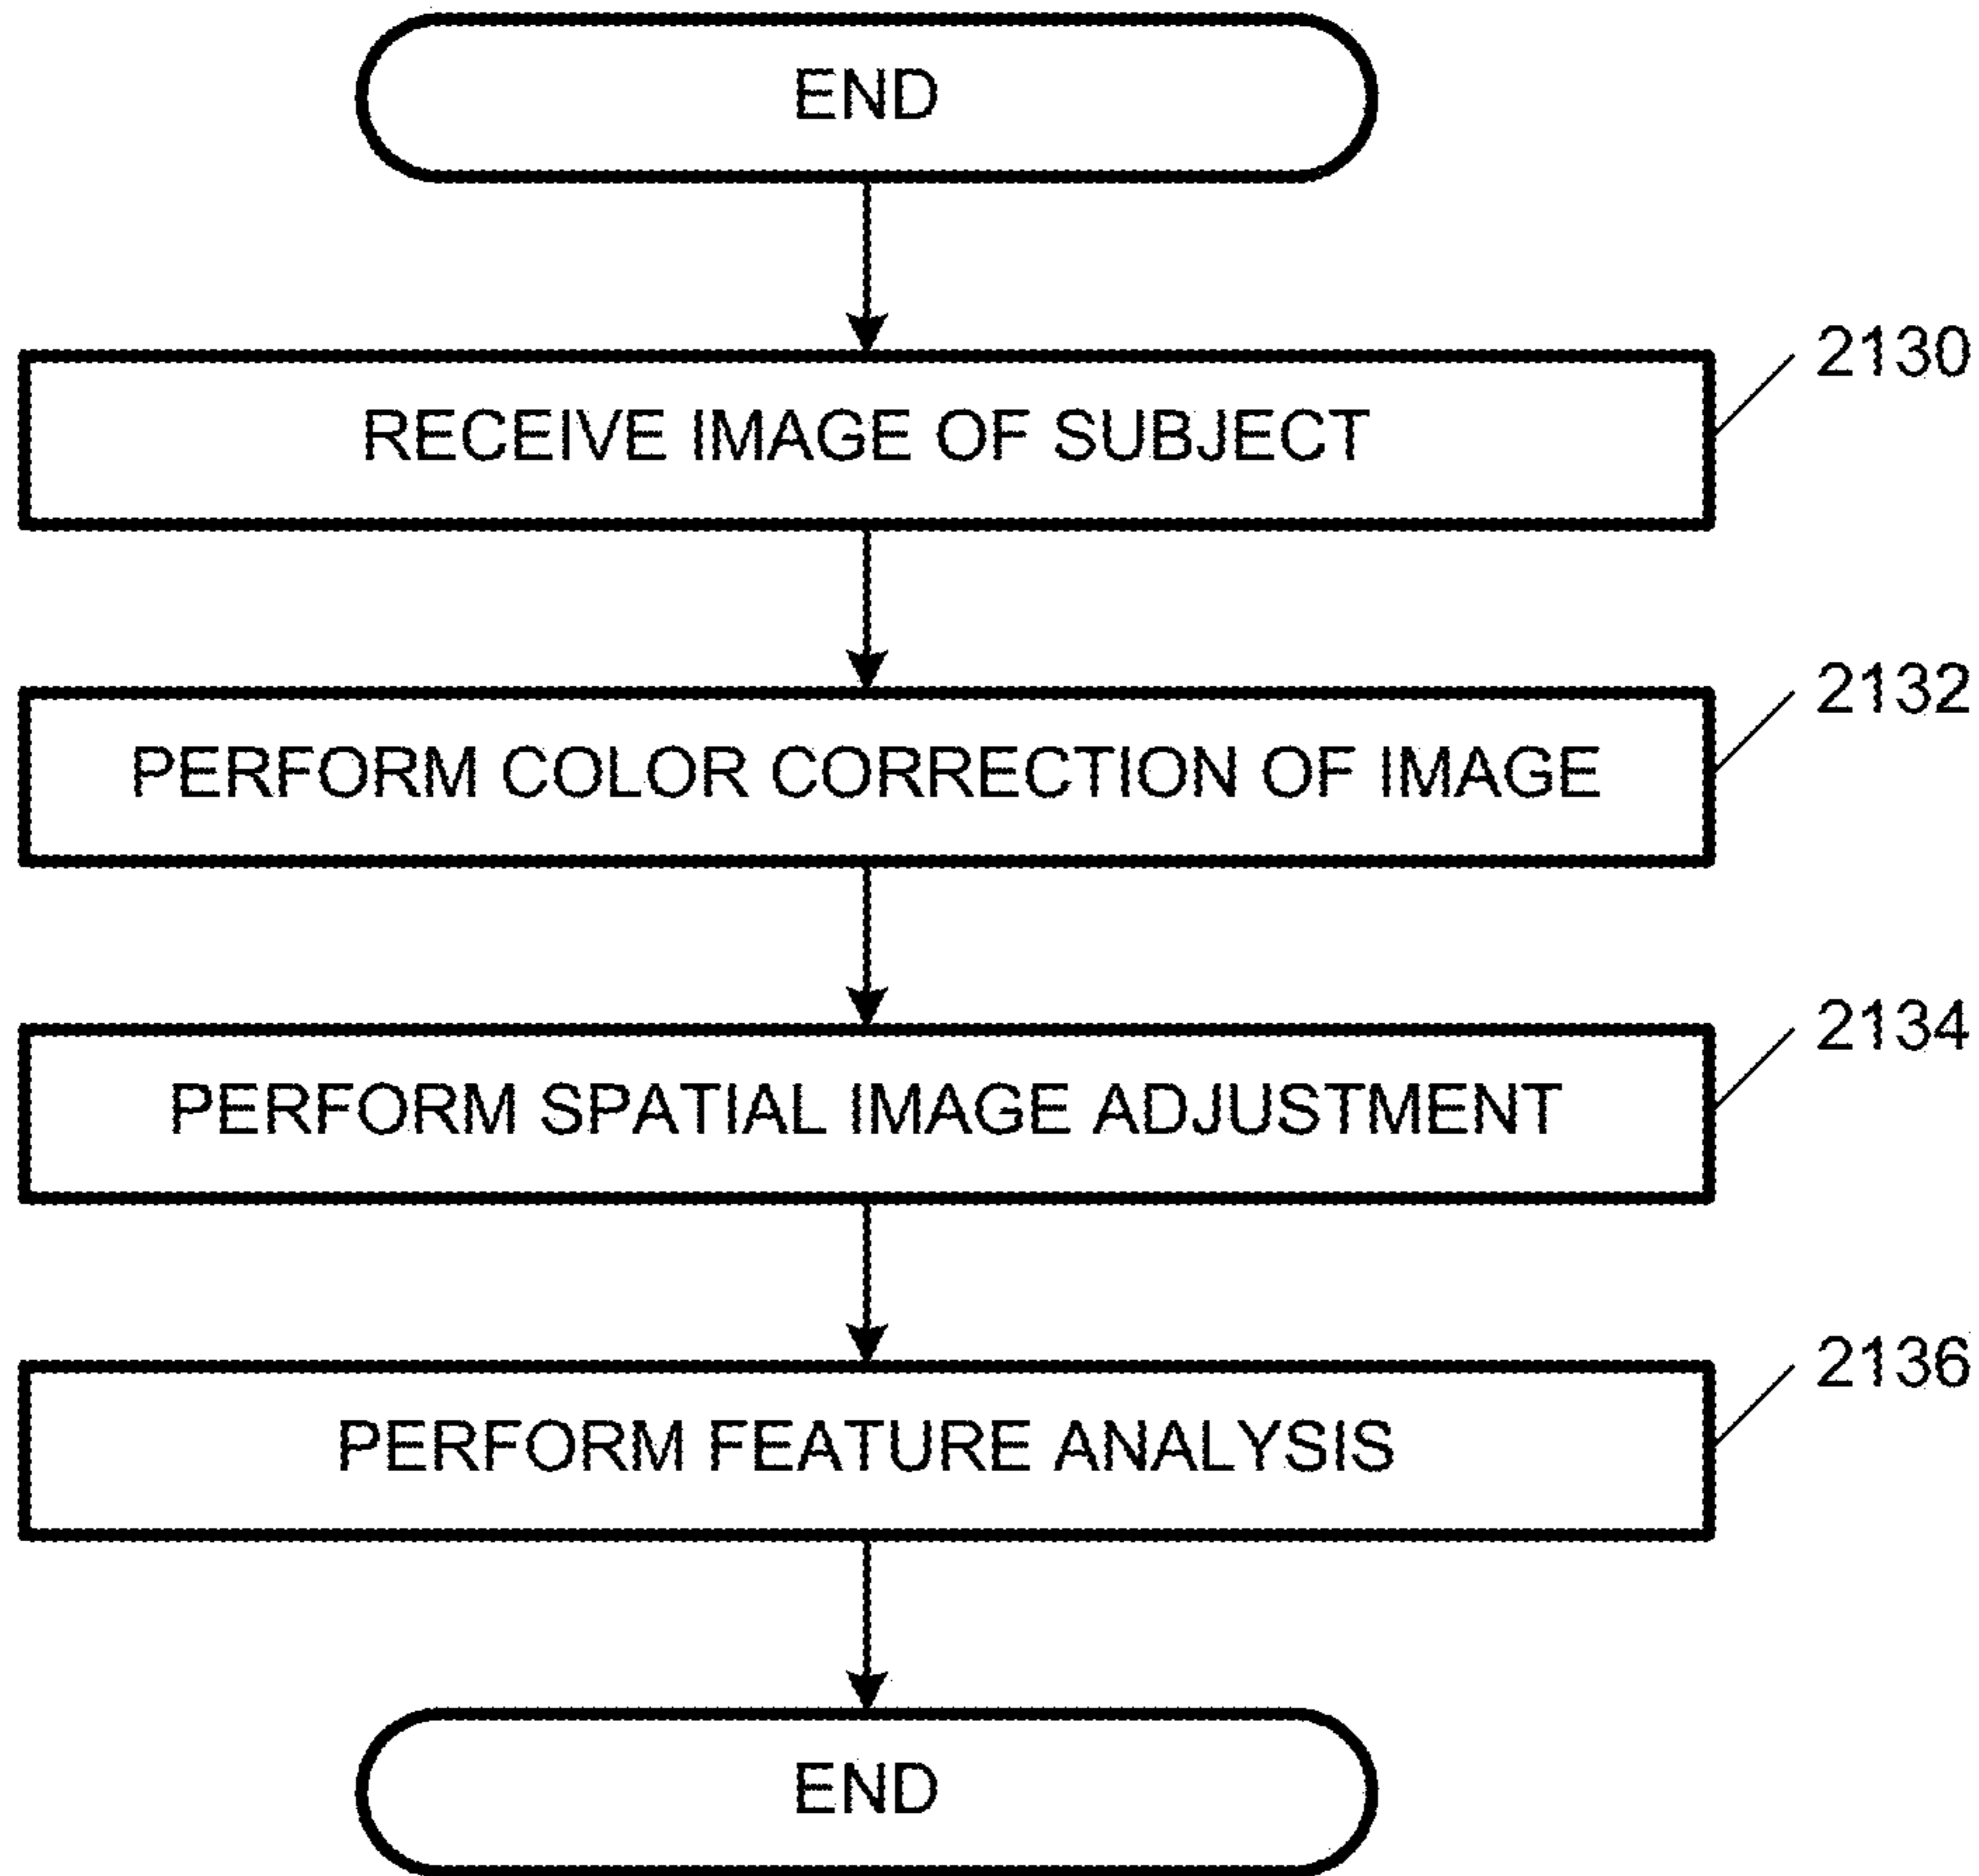 END
RECEIVE IMAGE OF SUBJECT
2130
PERFORM COLOR CORRECTION OF IMAGE
2132
PERFORM SPATIAL IMAGE ADJUSTMENT
2134
PERFORM FEATURE ANALYSIS
2136
END